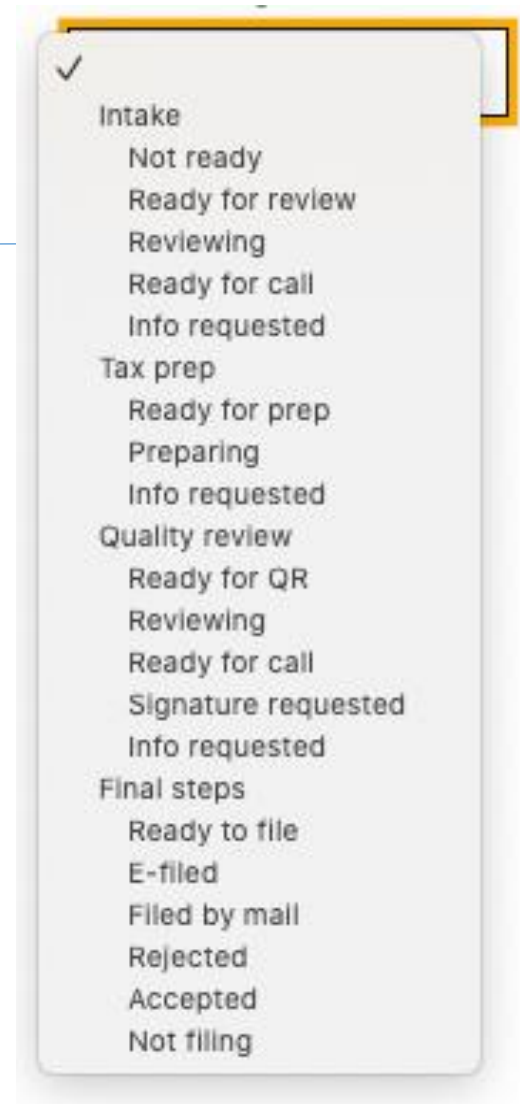 Intake
Not ready
Ready for review
Reviewing
Ready for call
Info requested
Tax prep
Ready for prep
Preparing
Info requested
Quality review
Ready for QR
Reviewing
Ready for call
Signature requested
Info requested
Final steps
Ready to file
E-filed
Filed by mail
Rejected
Accepted
Not filing